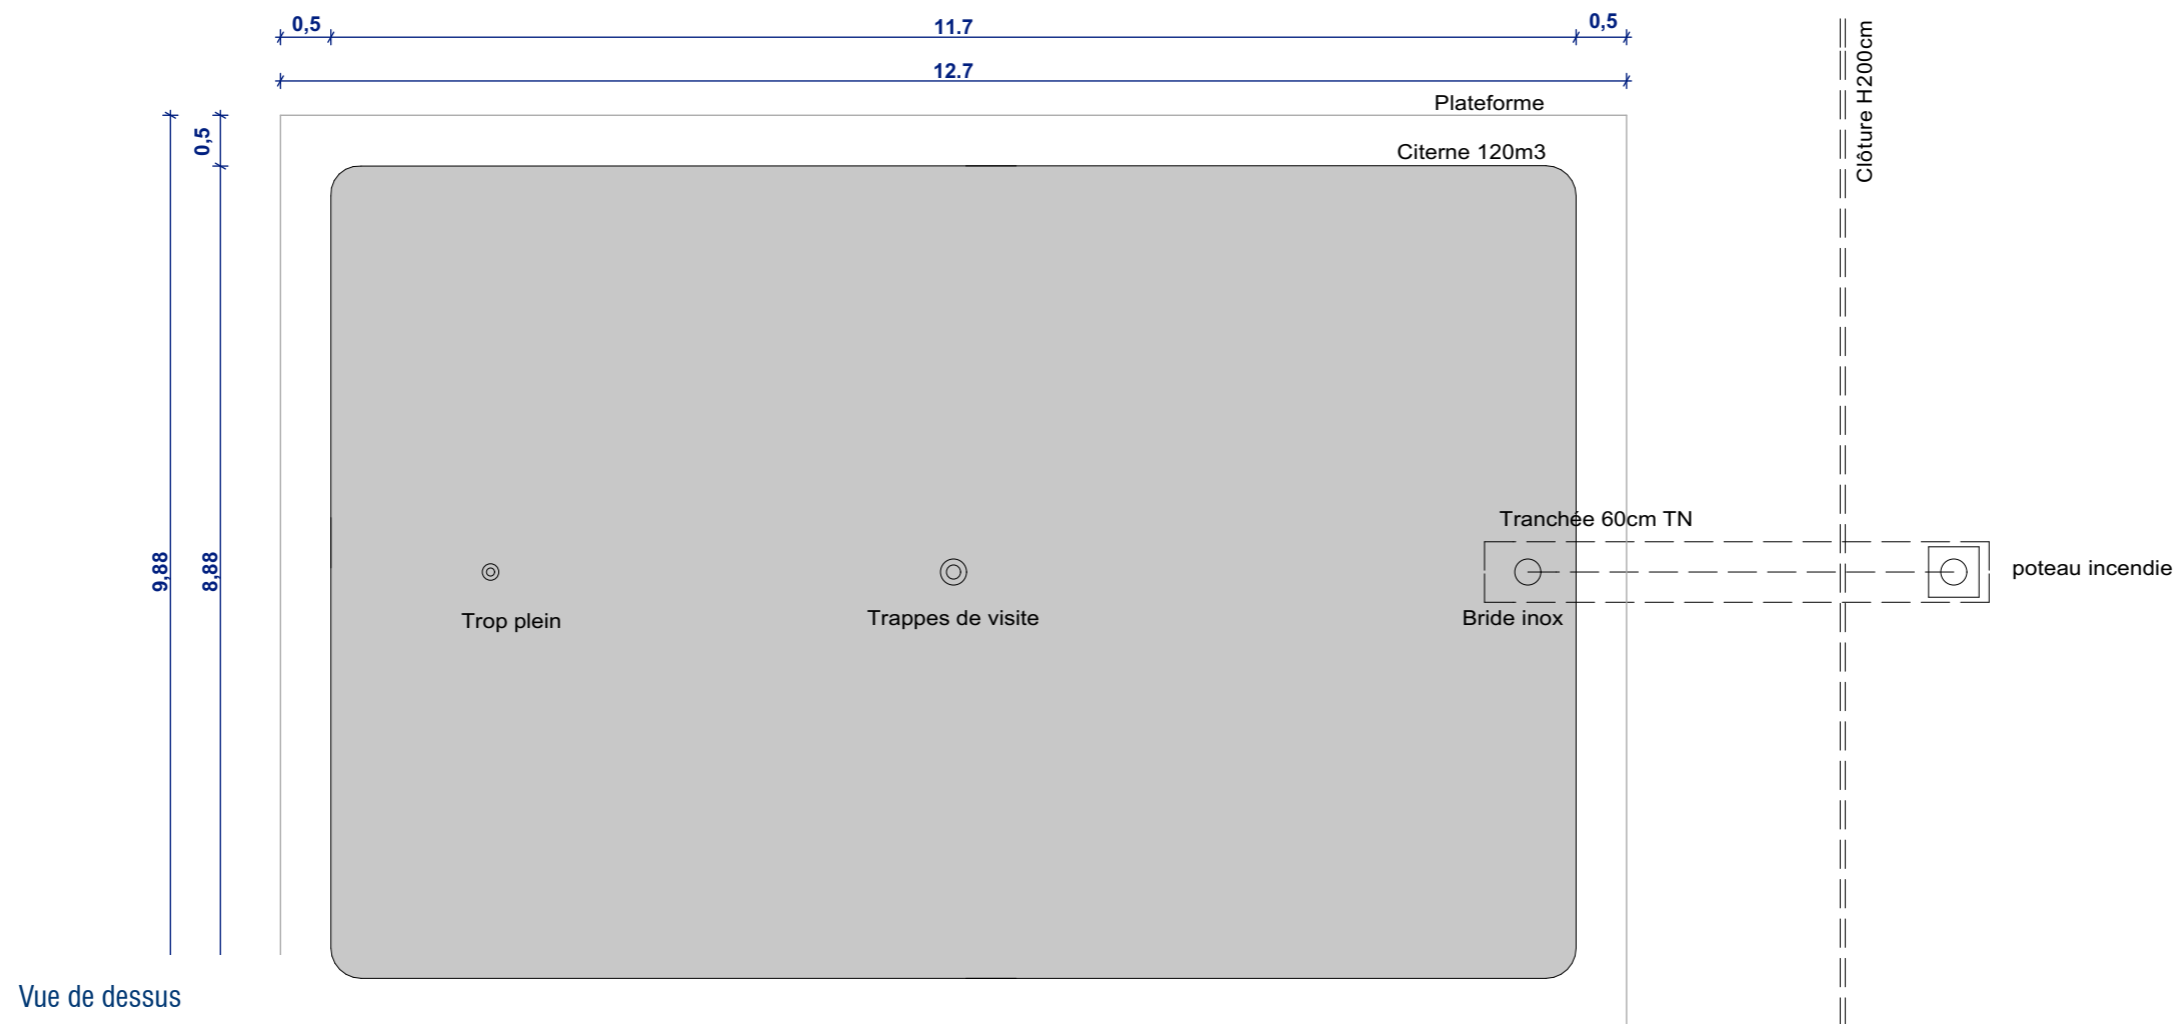 0,5
11.7
0,5
12.7
Plateforme
Clôture H200cm
0,5
Citerne 120m3
9,88
8,88
Tranchée 60cm TN
poteau incendie
Trop plein
Trappes de visite
Bride inox
Vue de dessus